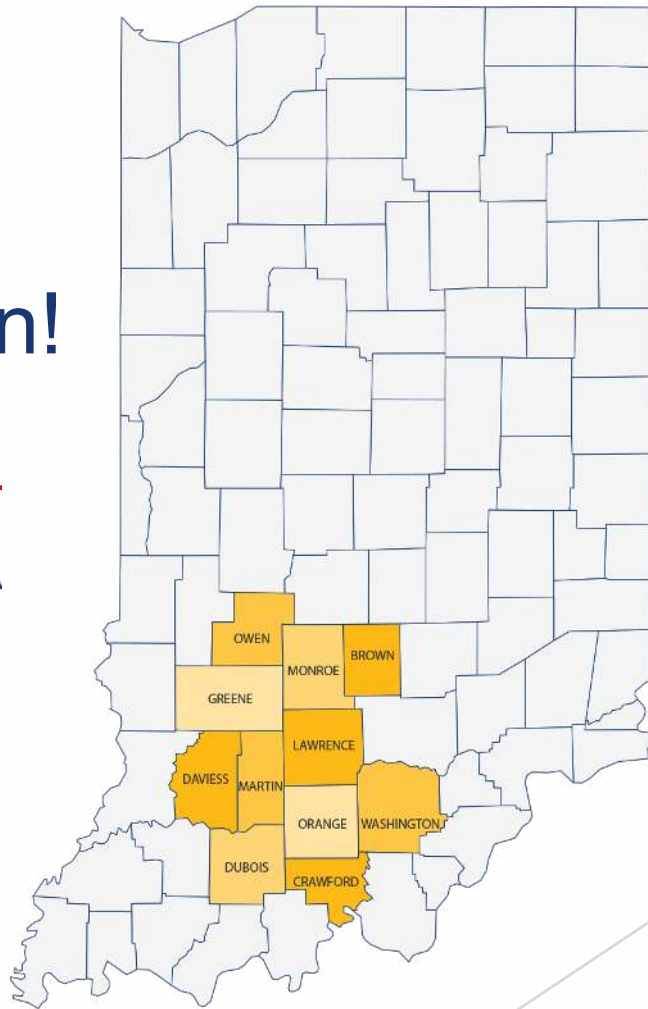 n!
OWEN
BROWN
MONROE
GREENE
LAWRENCE
DAVIESS
MARTIN
ORANGE
WASHINGTON
DUBOIS
CRAWFORD